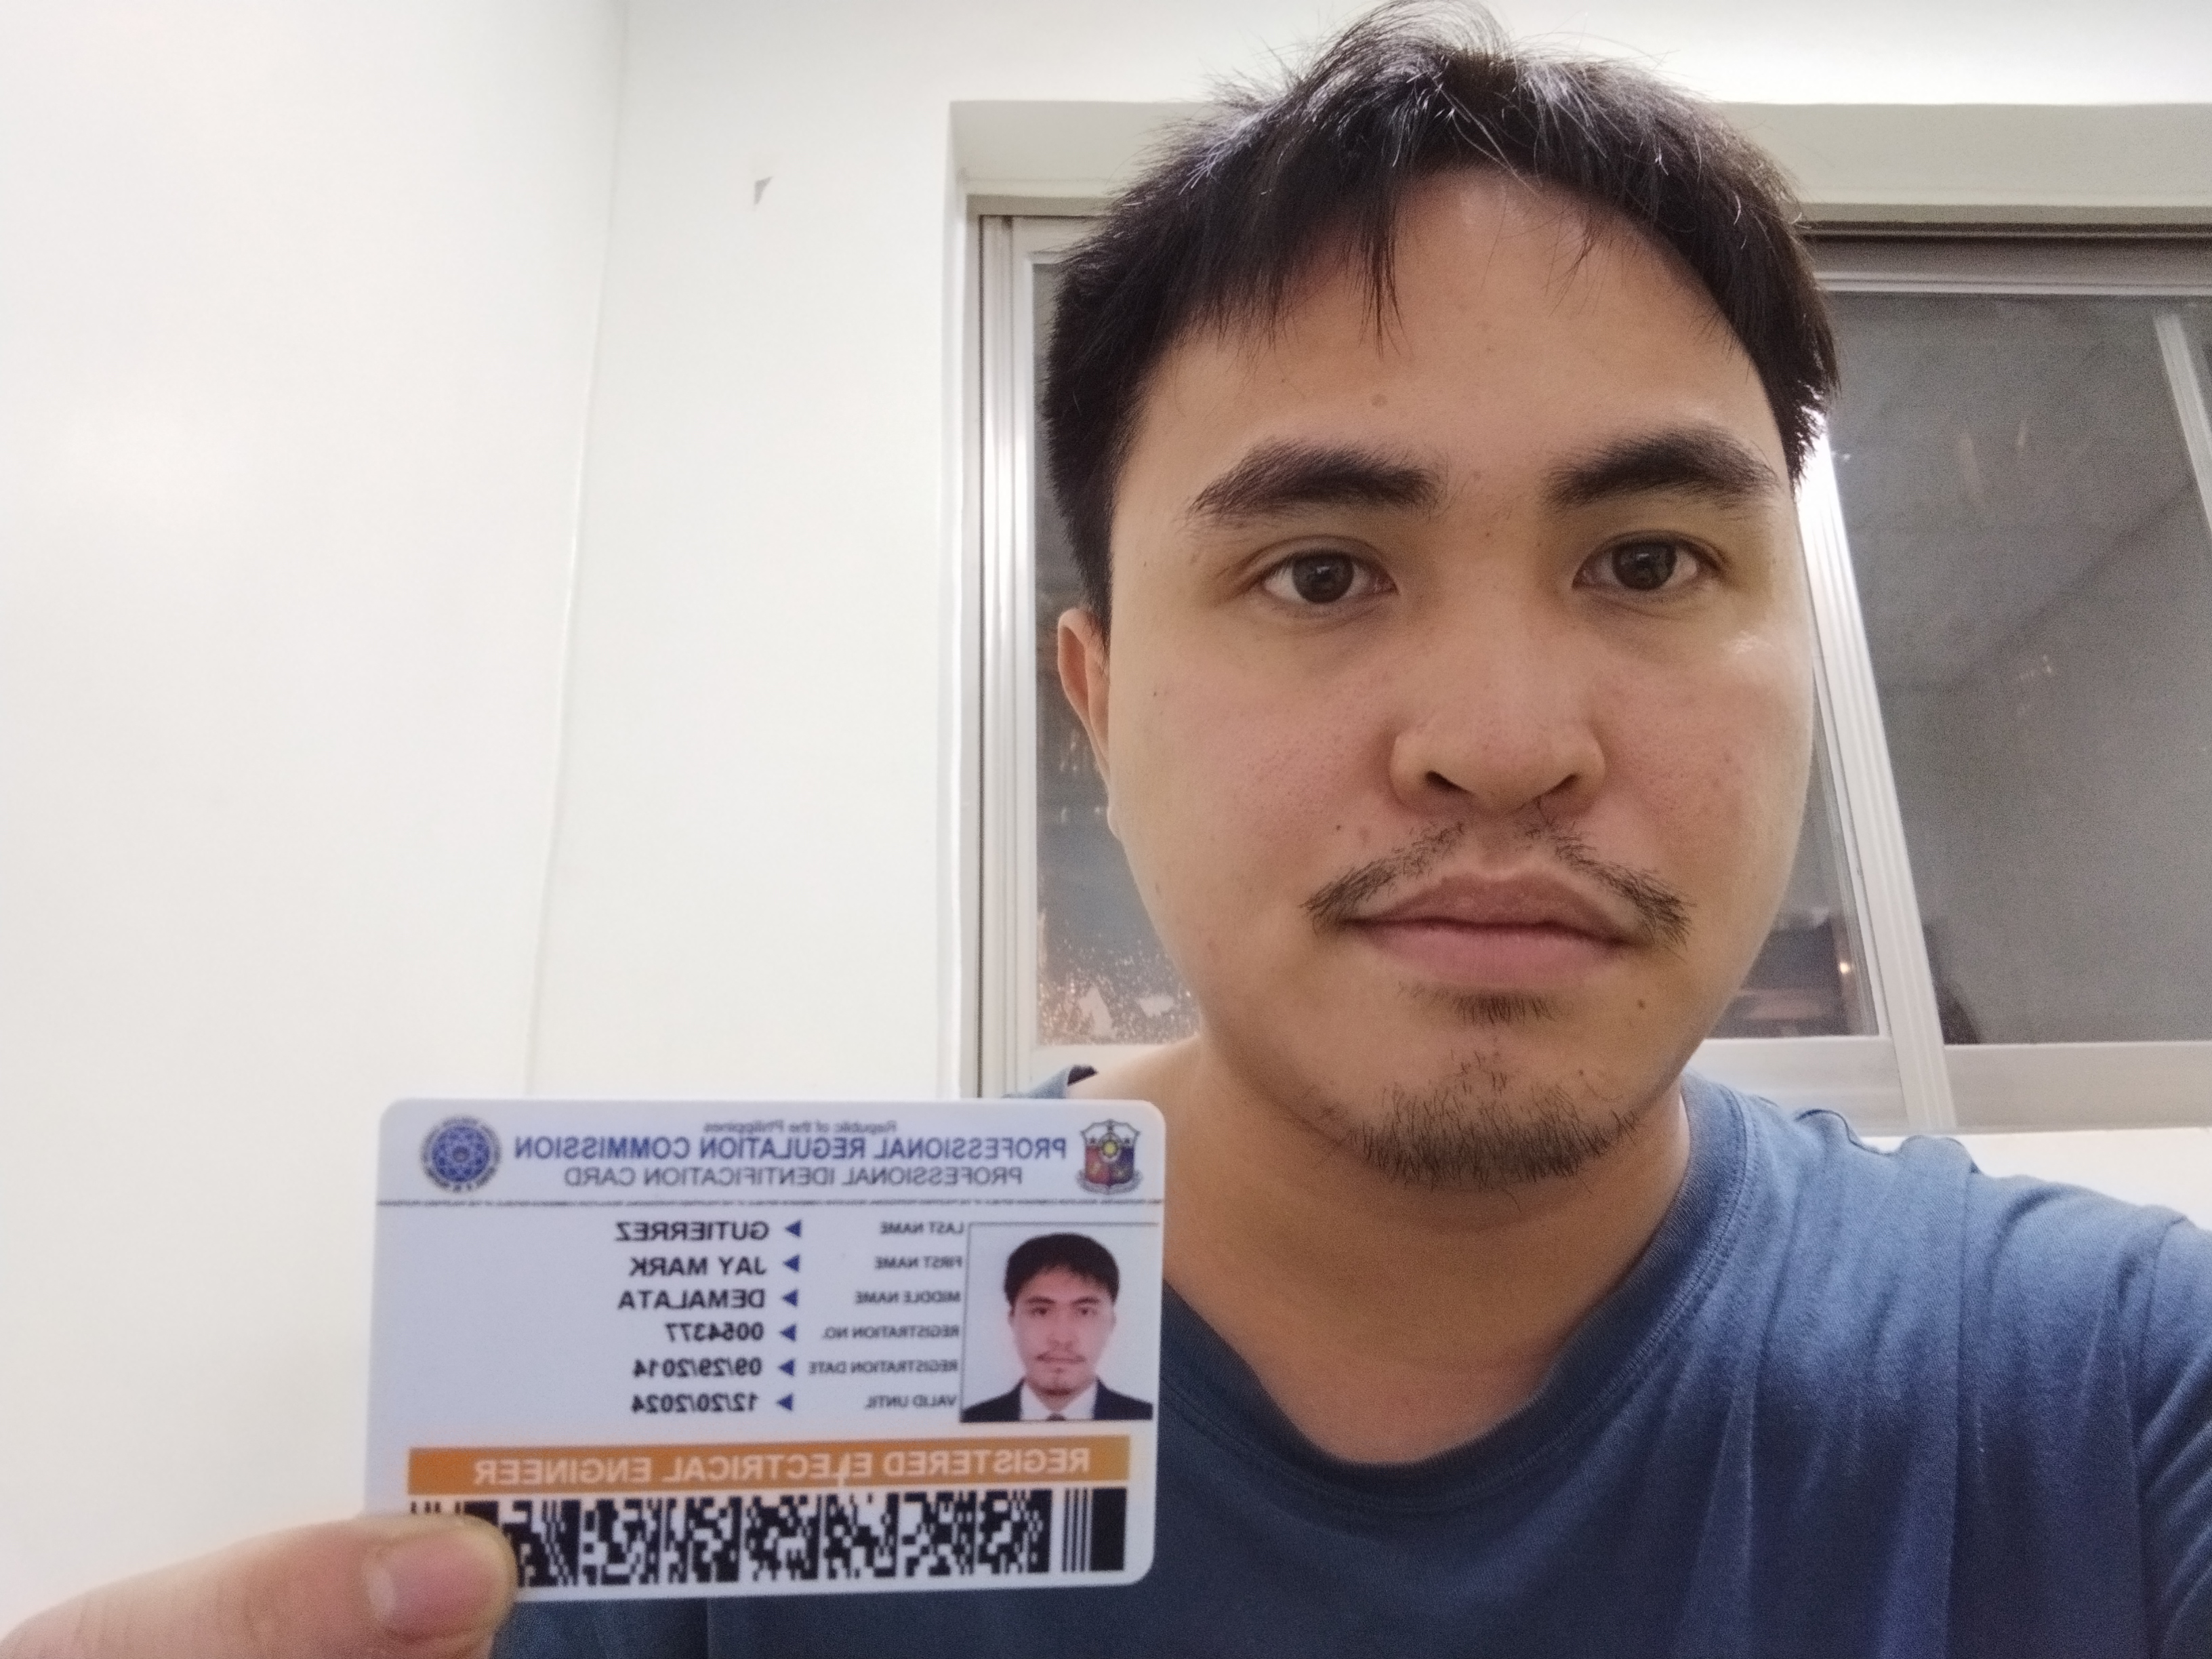 Republic of the Philippines
PROFESSIONAL REGULATION COMMISSION
PROFESSIONAL IDENTIFICATION CARD
LAST NAME ▶ GUTIERREZ
FIRST NAME ▶ JAY MARK
MIDDLE NAME ▶ DEMALATA
REGISTRATION NO. ▶ 0054377
REGISTRATION DATE ▶ 09/29/2014
VALID UNTIL ▶ 12/20/2024
REGISTERED ELECTRICAL ENGINEER